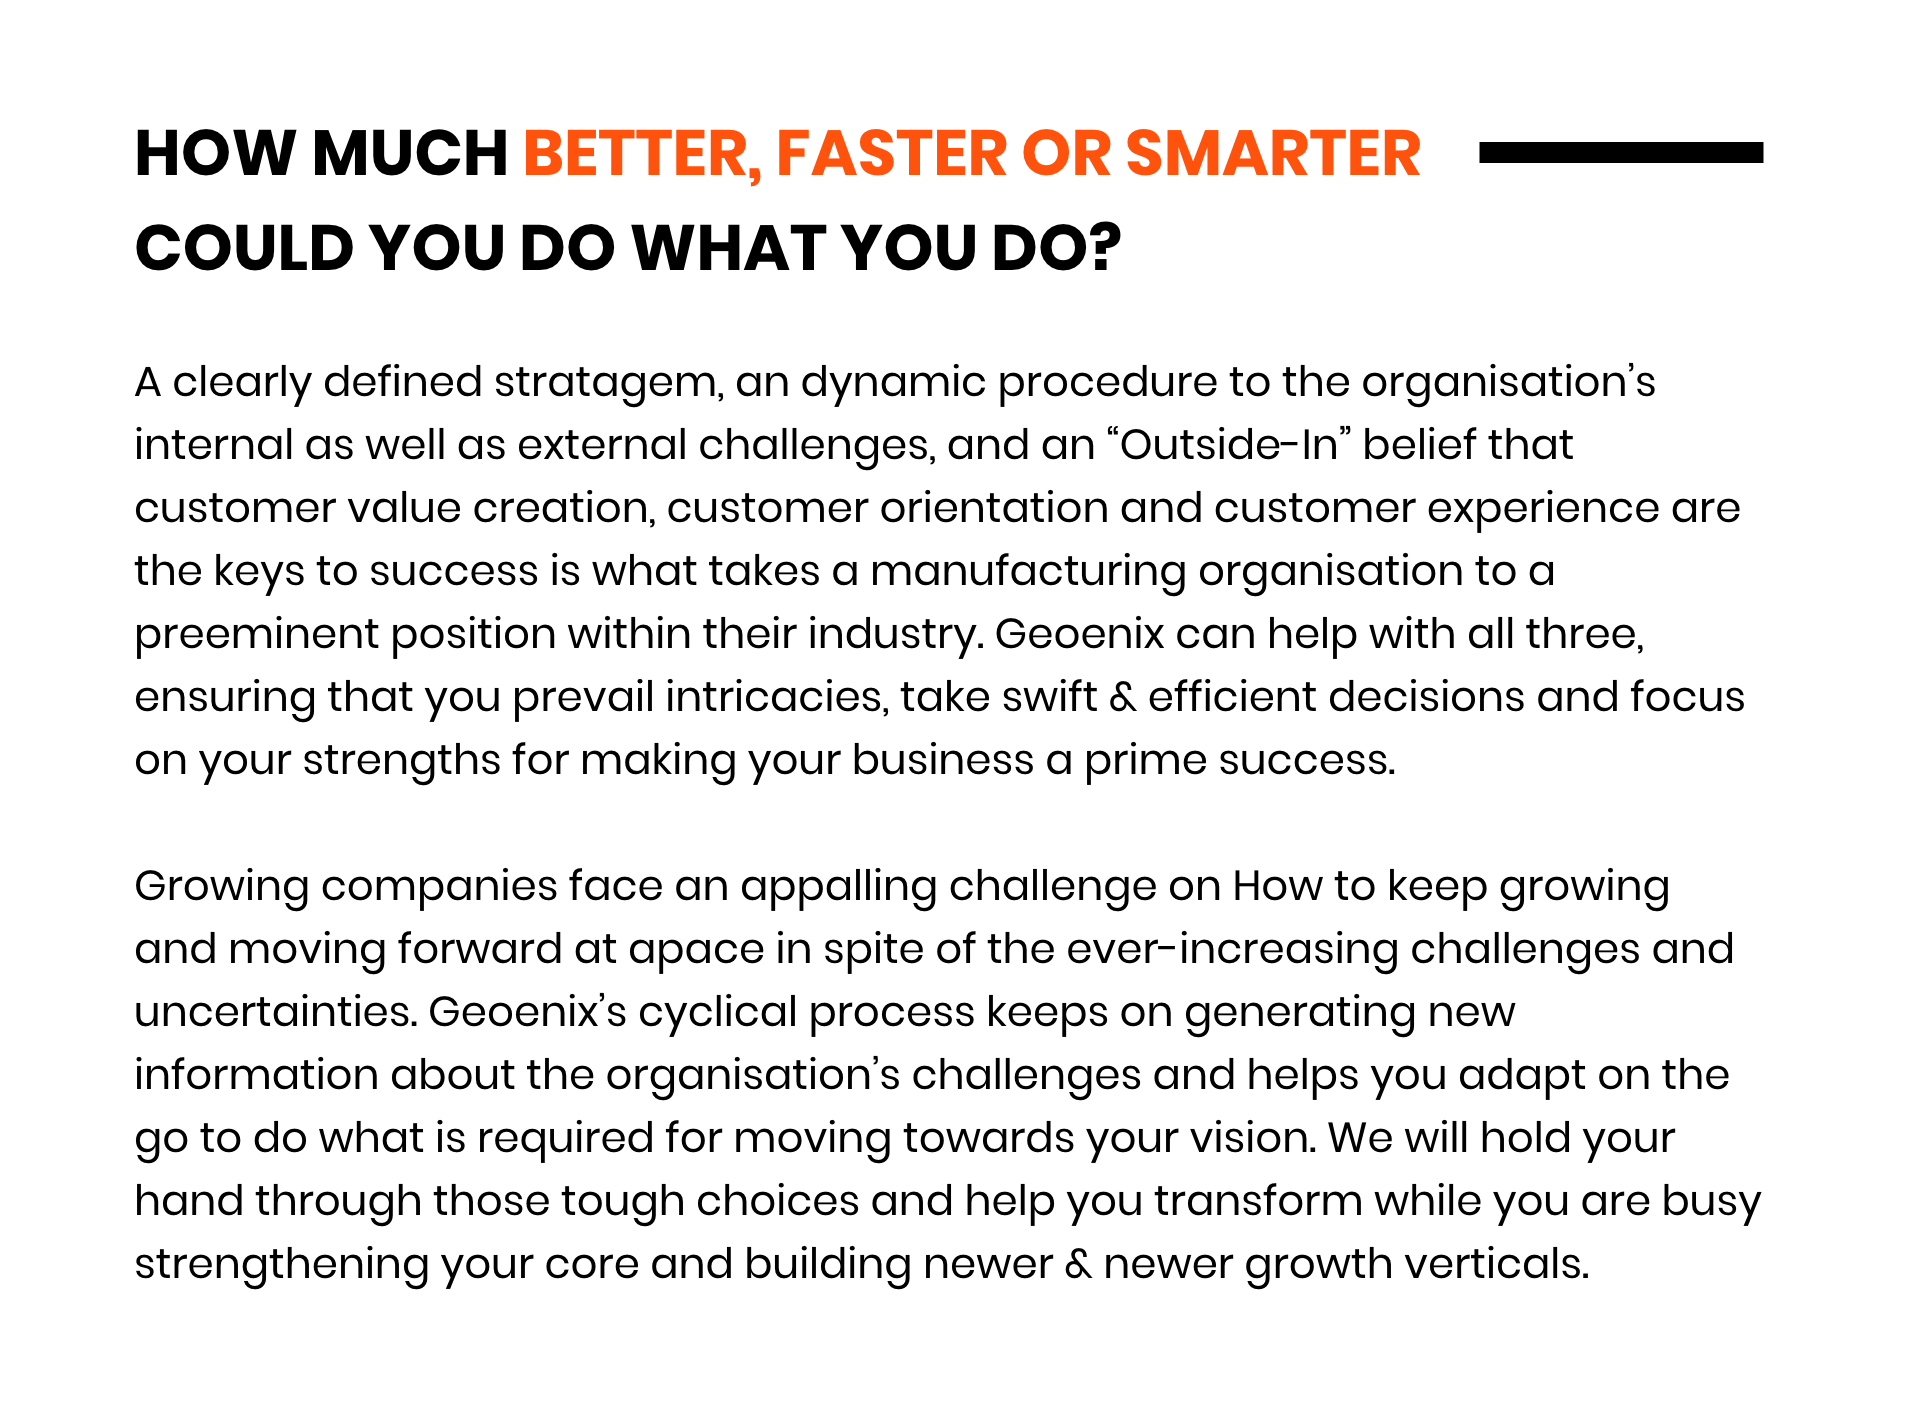 HOW MUCH BETTER, FASTER OR SMARTER
COULD YOU DO WHAT YOU DO?
A clearly defined stratagem, an dynamic procedure to the organisation’s
internal as well as external challenges, and an “Outside-In” belief that
customer value creation, customer orientation and customer experience are
the keys to success is what takes a manufacturing organisation to a
preeminent position within their industry. Geoenix can help with all three,
ensuring that you prevail intricacies, take swift & efficient decisions and focus
on your strengths for making your business a prime success.
Growing companies face an appalling challenge on How to keep growing
and moving forward at apace in spite of the ever-increasing challenges and
uncertainties. Geoenix’s cyclical process keeps on generating new
information about the organisation’s challenges and helps you adapt on the
go to do what is required for moving towards your vision. We will hold your
hand through those tough choices and help you transform while you are busy
strengthening your core and building newer & newer growth verticals.